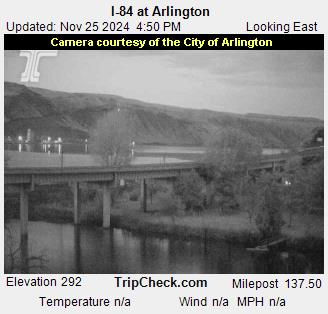 I-84 at Arlington
Updated: Nov 25 2024 4:50 PM Looking East
Camera courtesy of the City of Arlington
Elevation 292 TripCheck.com Milepost 137.50
Temperature n/a Wind n/a MPH n/a